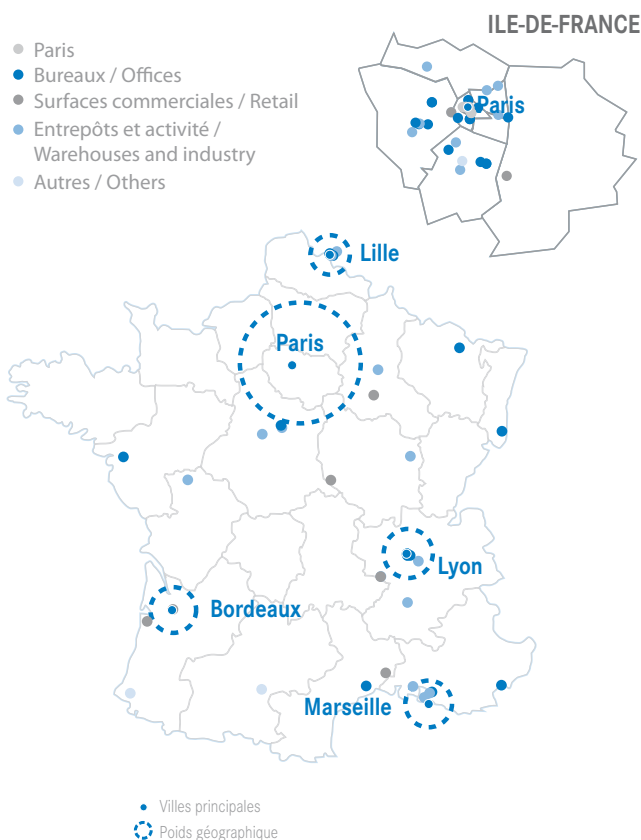 ILE-DE-FRANCE
Paris
Bureaux / Offices
Surfaces commerciales / Retail
Entrepôts et activité /
Warehouses and industry
Autres / Others
Paris
Lille
Paris
Lyon
Bordeaux
Marseille
Villes principales
Poids géographique